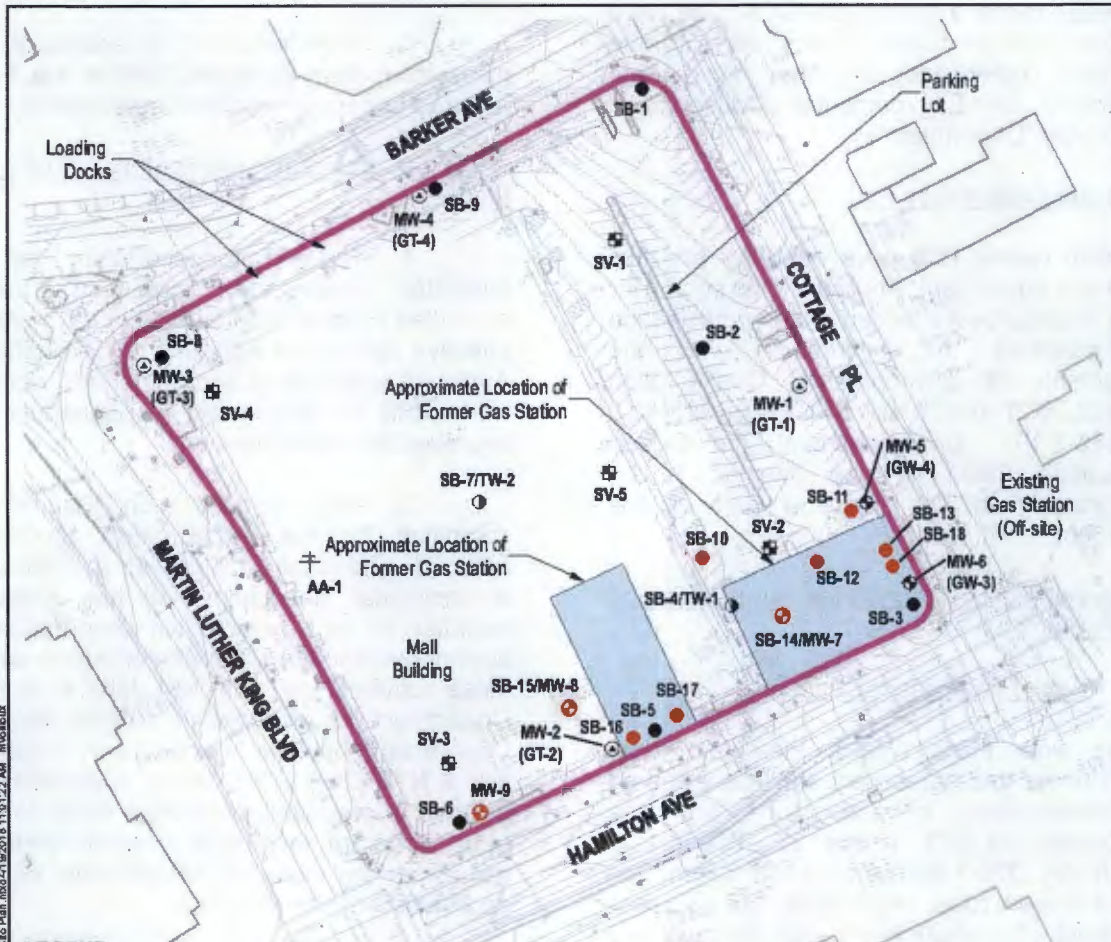 BARKER AVE
SB-1
Parking
Lot
Loading
Docks
SB-9
MW-4
(GT-4)
SV-1
COTTAGE PL
SB-2
SB-8
MW-3
(GT-3)
SV-4
Approximate Location of
Former Gas Station
MW-1
(GT-1)
MW-5
(GW-4)
SB-7/TW-2
SV-5
SB-11
SB-13
SB-18
Existing
Gas Station
(Off-site)
SB-10
SV-2
SB-12
MW-6
(GW-3)
Approximate Location of
Former Gas Station
AA-1
SB-4/TW-1
SB-3
SB-14/MW-7
MARTIN LUTHER KING BLVD
Mall
Building
SB-15/MW-8
SB-17
SB-5
SB-16
MW-2
(GT-2)
SV-3
MW-9
SB-6
HAMILTON AVE